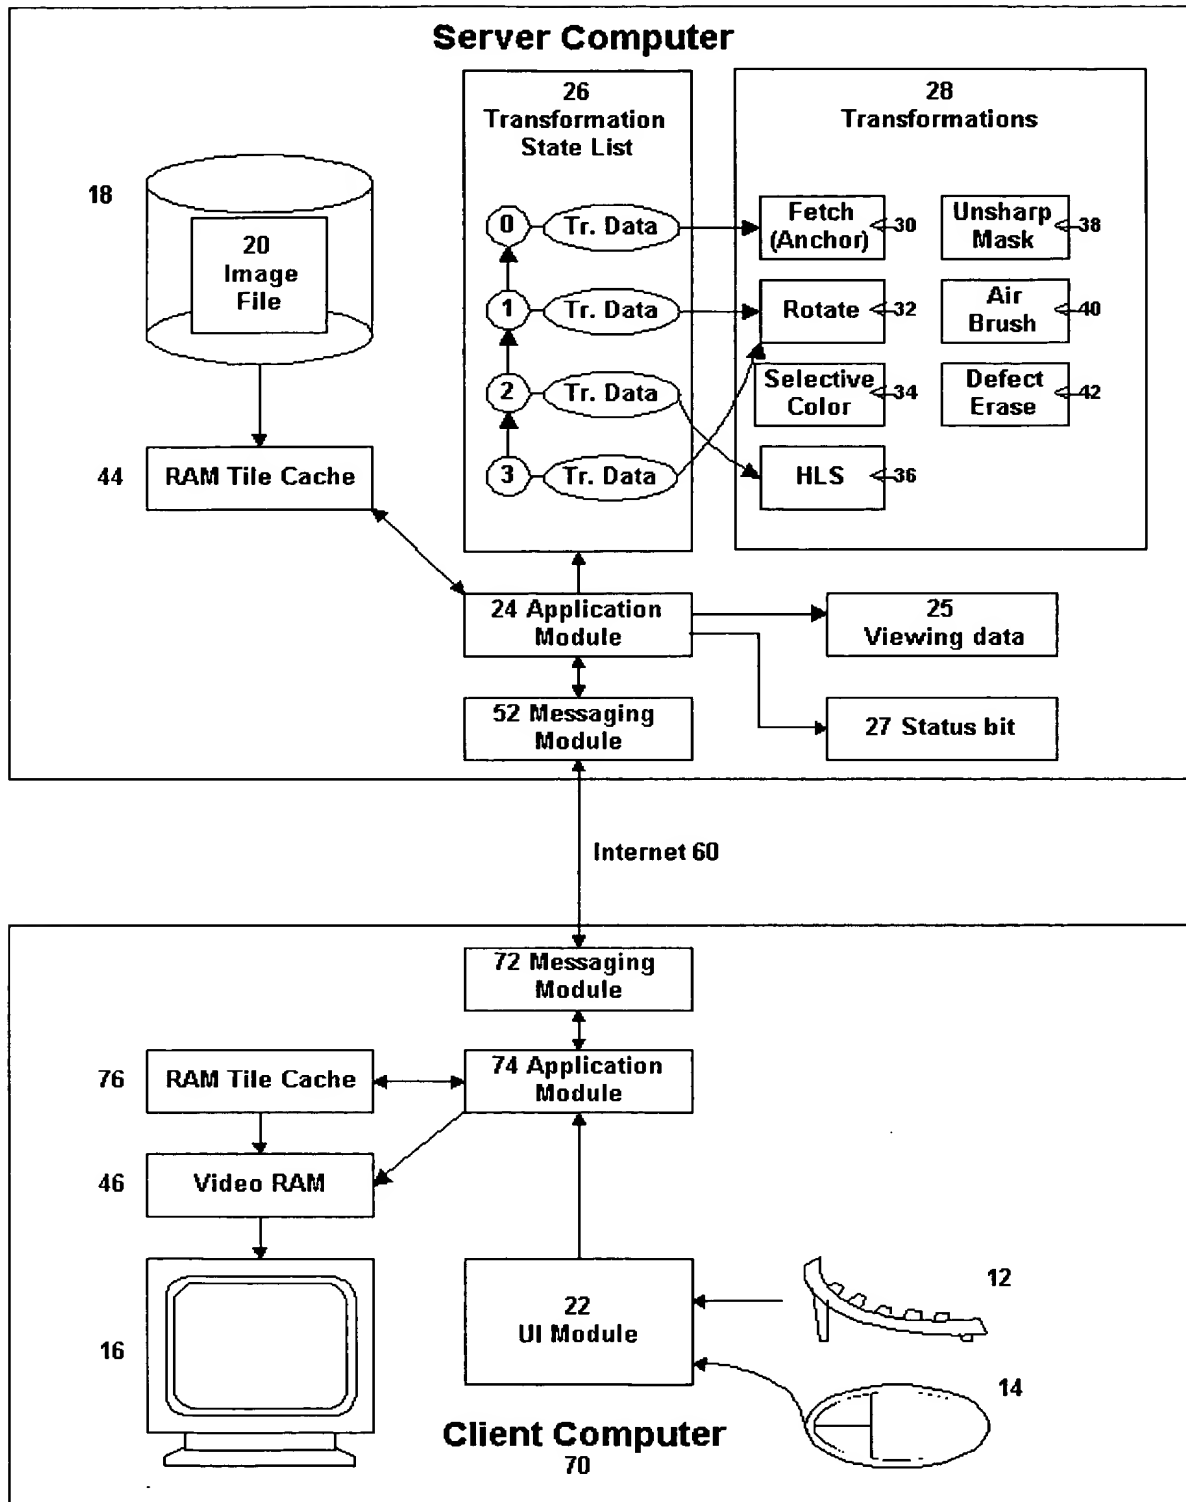 Server Computer
26
Transformation
State List
28
Transformations
18
20
Image
File
0
Tr. Data
1
Tr. Data
2
Tr. Data
3
Tr. Data
Fetch
(Anchor)
30
Unsharp
Mask
38
Rotate
32
Air
Brush
40
Selective
Color
34
Defect
Erase
42
HLS
36
44
RAM Tile Cache
24 Application
Module
25
Viewing data
52 Messaging
Module
27 Status bit
Internet 60
72 Messaging
Module
76
RAM Tile Cache
74 Application
Module
46
Video RAM
16
22
UI Module
12
14
Client Computer
70